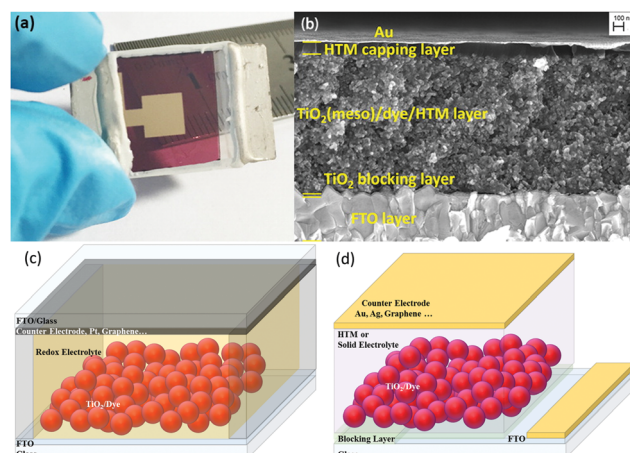 (a)
(b)
100 nm
Au
HTM capping layer
TiO₂(meso)/dye/HTM layer
TiO₂ blocking layer
FTO layer
(c)
FTO/Glass
Counter Electrode, Pt, Graphene...
Redox Electrolyte
TiO₂/Dye
FTO
(d)
Counter Electrode
Au, Ag, Graphene ...
HTM or
Solid Electrolyte
TiO₂/Dye
Blocking Layer
FTO